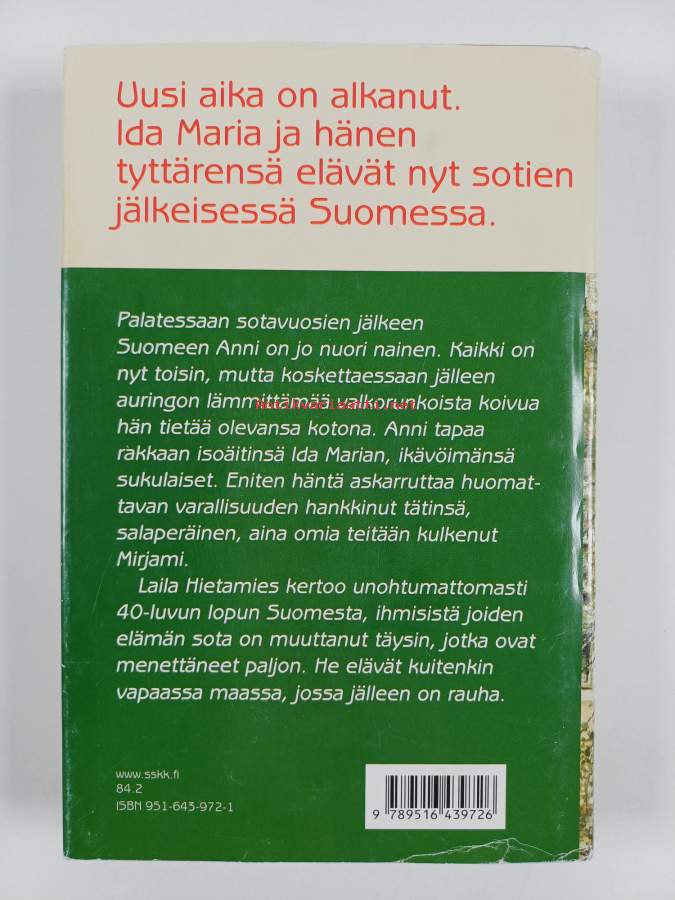 Uusi aika on alkanut.
Ida Maria ja hänen
tyttärensä elävät nyt sotien
jälkeisessä Suomessa.
Palatessaan sotavuosien jälkeen
Suomeen Anni on jo nuori nainen. Kaikki on
nyt toisin, mutta koskettaessaan jälleen
auringon lämmittämää valkorunkoista koivua
hän tietää olevansa kotona. Anni tapaa
rakkaan isoäitinsä Ida Marian, ikävöimänsä
sukulaiset. Eniten häntä askarruttaa huomat-
tavan varallisuuden hankkinut tätinsä,
salaperäinen, aina omia teitään kulkenut
Mirjami.
Laila Hietamies kertoo unohtumattomasti
40-luvun lopun Suomesta, ihmisistä joiden
elämän sota on muuttanut täysin, jotka ovat
menettäneet paljon. He elävät kuitenkin
vapaassa maassa, jossa jälleen on rauha.
www.sskk.fi
84.2
ISBN 951-643-972-1
9 789516 439726